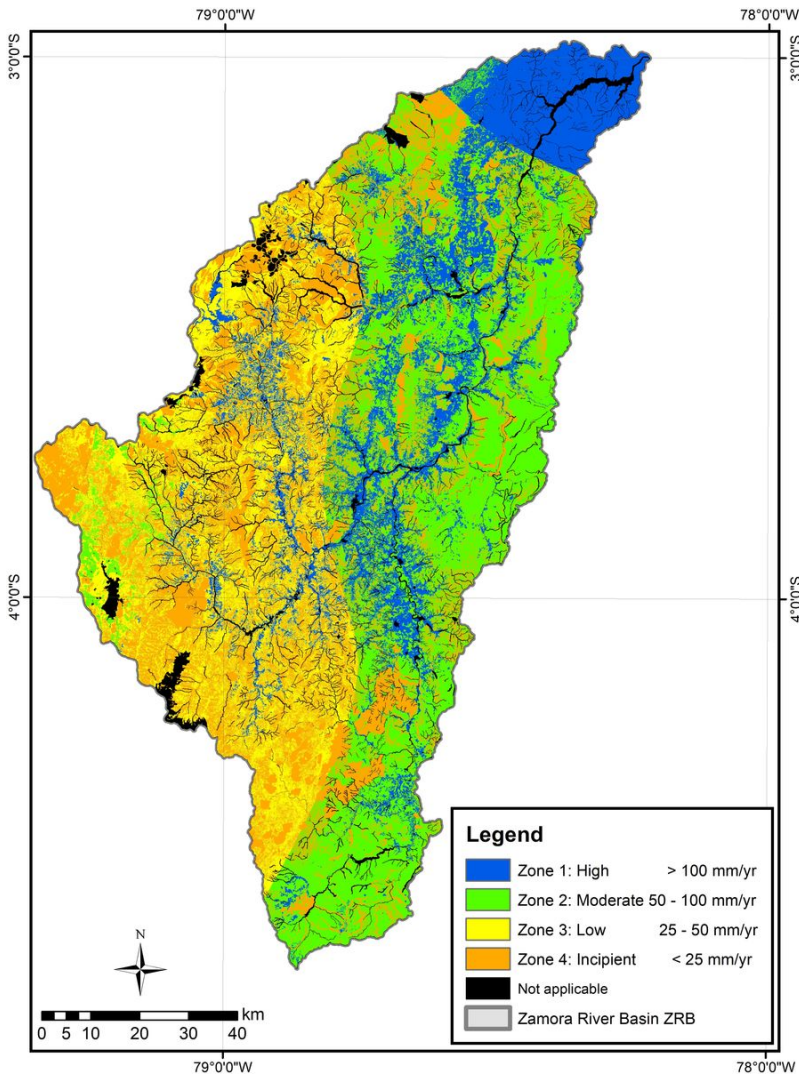 79°0'0"W 78°0'0"W
3°0'0"S 3°0'0"S
4°0'0"S 4°0'0"S
Legend
Zone 1: High > 100 mm/yr
Zone 2: Moderate 50 - 100 mm/yr
Zone 3: Low 25 - 50 mm/yr
Zone 4: Incipient < 25 mm/yr
Not applicable
Zamora River Basin ZRB
N
km
0 5 10 20 30 40
79°0'0"W 78°0'0"W